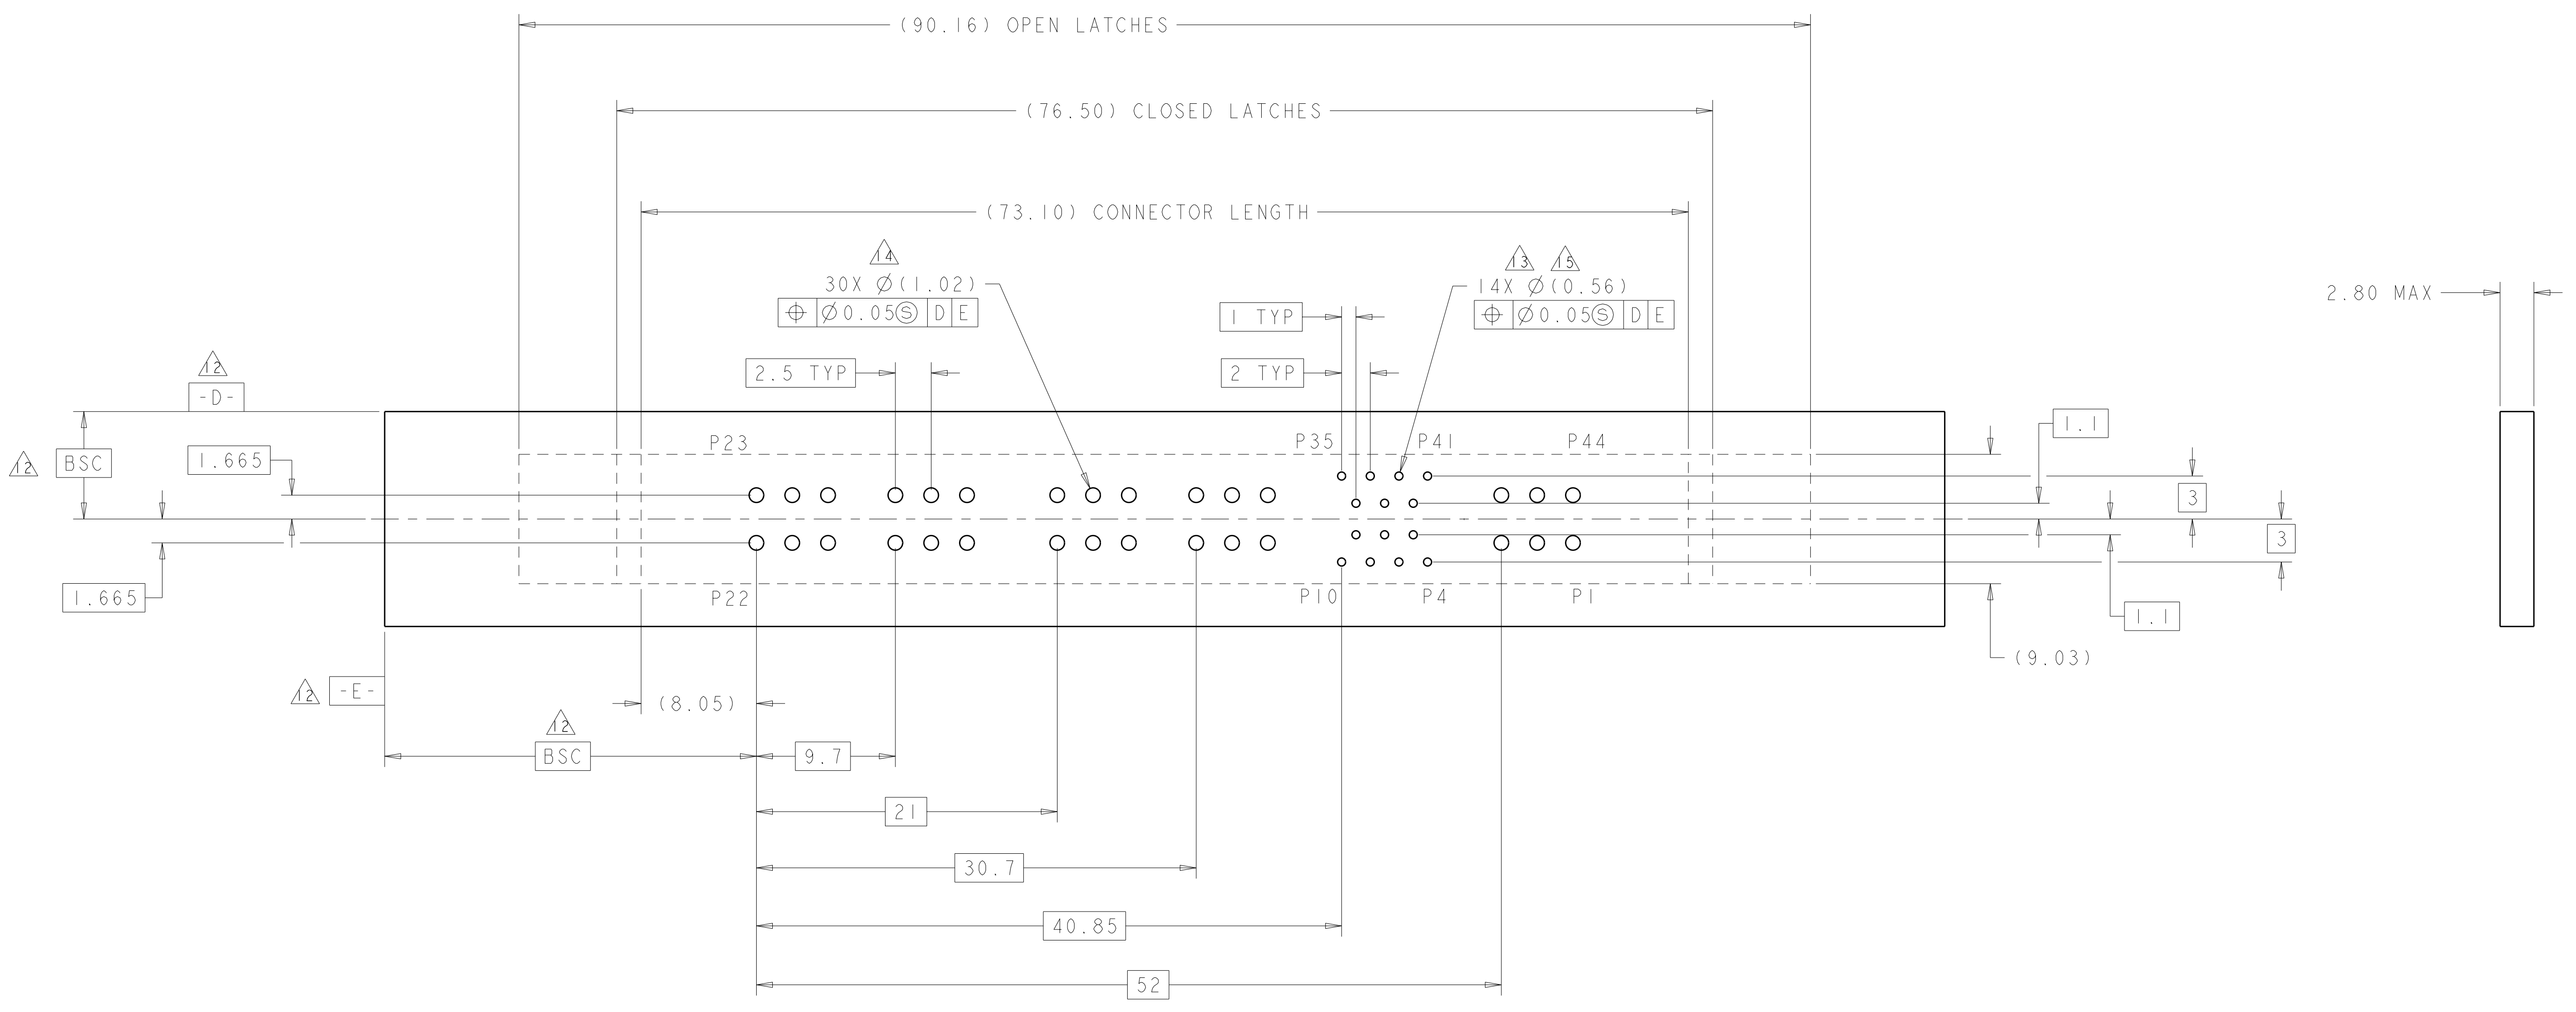 (90.16) OPEN LATCHES
(76.50) CLOSED LATCHES
(73.10) CONNECTOR LENGTH
14
30X Ø(1.02)
⌖ Ø0.05Ⓢ D E
13 15
14X Ø(0.56)
⌖ Ø0.05Ⓢ D E
2.80 MAX
1 TYP
2.5 TYP
2 TYP
12
-D-
12
BSC
1.665
1.665
P23
P35
P41
P44
1.1
3
3
1.1
P22
P10
P4
P1
(9.03)
12
-E-
(8.05)
12
BSC
9.7
21
30.7
40.85
52